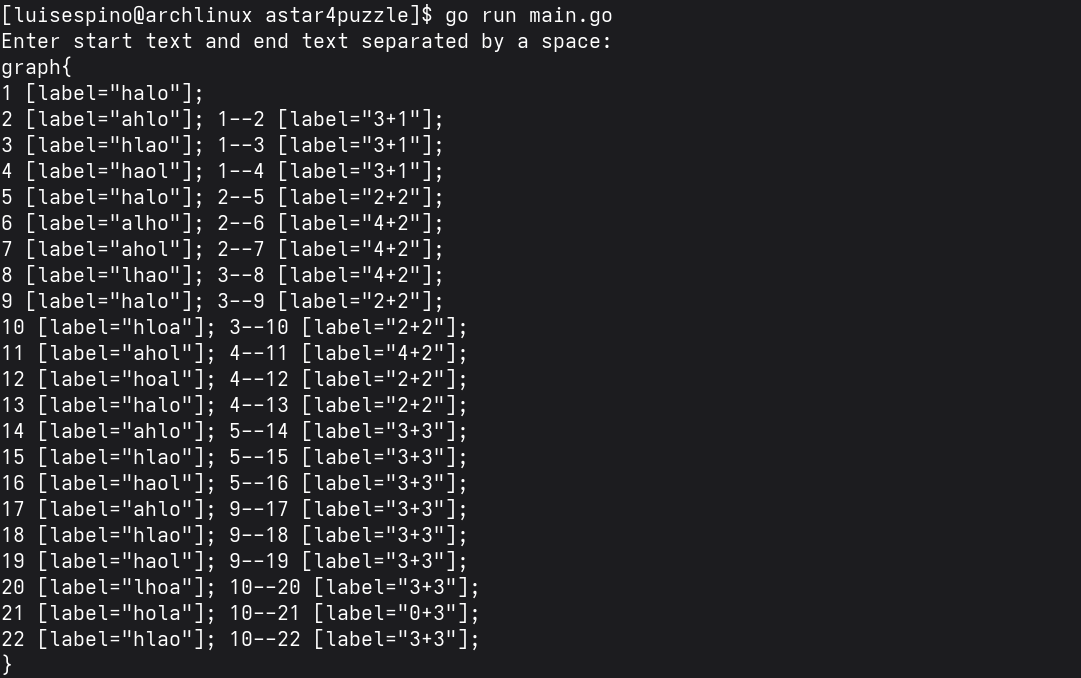 [luisespino@archlinux astar4puzzle]$ go run main.go
Enter start text and end text separated by a space:
graph{
1 [label="halo"];
2 [label="ahlo"]; 1--2 [label="3+1"];
3 [label="hlao"]; 1--3 [label="3+1"];
4 [label="haol"]; 1--4 [label="3+1"];
5 [label="halo"]; 2--5 [label="2+2"];
6 [label="alho"]; 2--6 [label="4+2"];
7 [label="ahol"]; 2--7 [label="4+2"];
8 [label="lhao"]; 3--8 [label="4+2"];
9 [label="halo"]; 3--9 [label="2+2"];
10 [label="hloa"]; 3--10 [label="2+2"];
11 [label="ahol"]; 4--11 [label="4+2"];
12 [label="hoal"]; 4--12 [label="2+2"];
13 [label="halo"]; 4--13 [label="2+2"];
14 [label="ahlo"]; 5--14 [label="3+3"];
15 [label="hlao"]; 5--15 [label="3+3"];
16 [label="haol"]; 5--16 [label="3+3"];
17 [label="ahlo"]; 9--17 [label="3+3"];
18 [label="hlao"]; 9--18 [label="3+3"];
19 [label="haol"]; 9--19 [label="3+3"];
20 [label="lhoa"]; 10--20 [label="3+3"];
21 [label="hola"]; 10--21 [label="0+3"];
22 [label="hlao"]; 10--22 [label="3+3"];
}